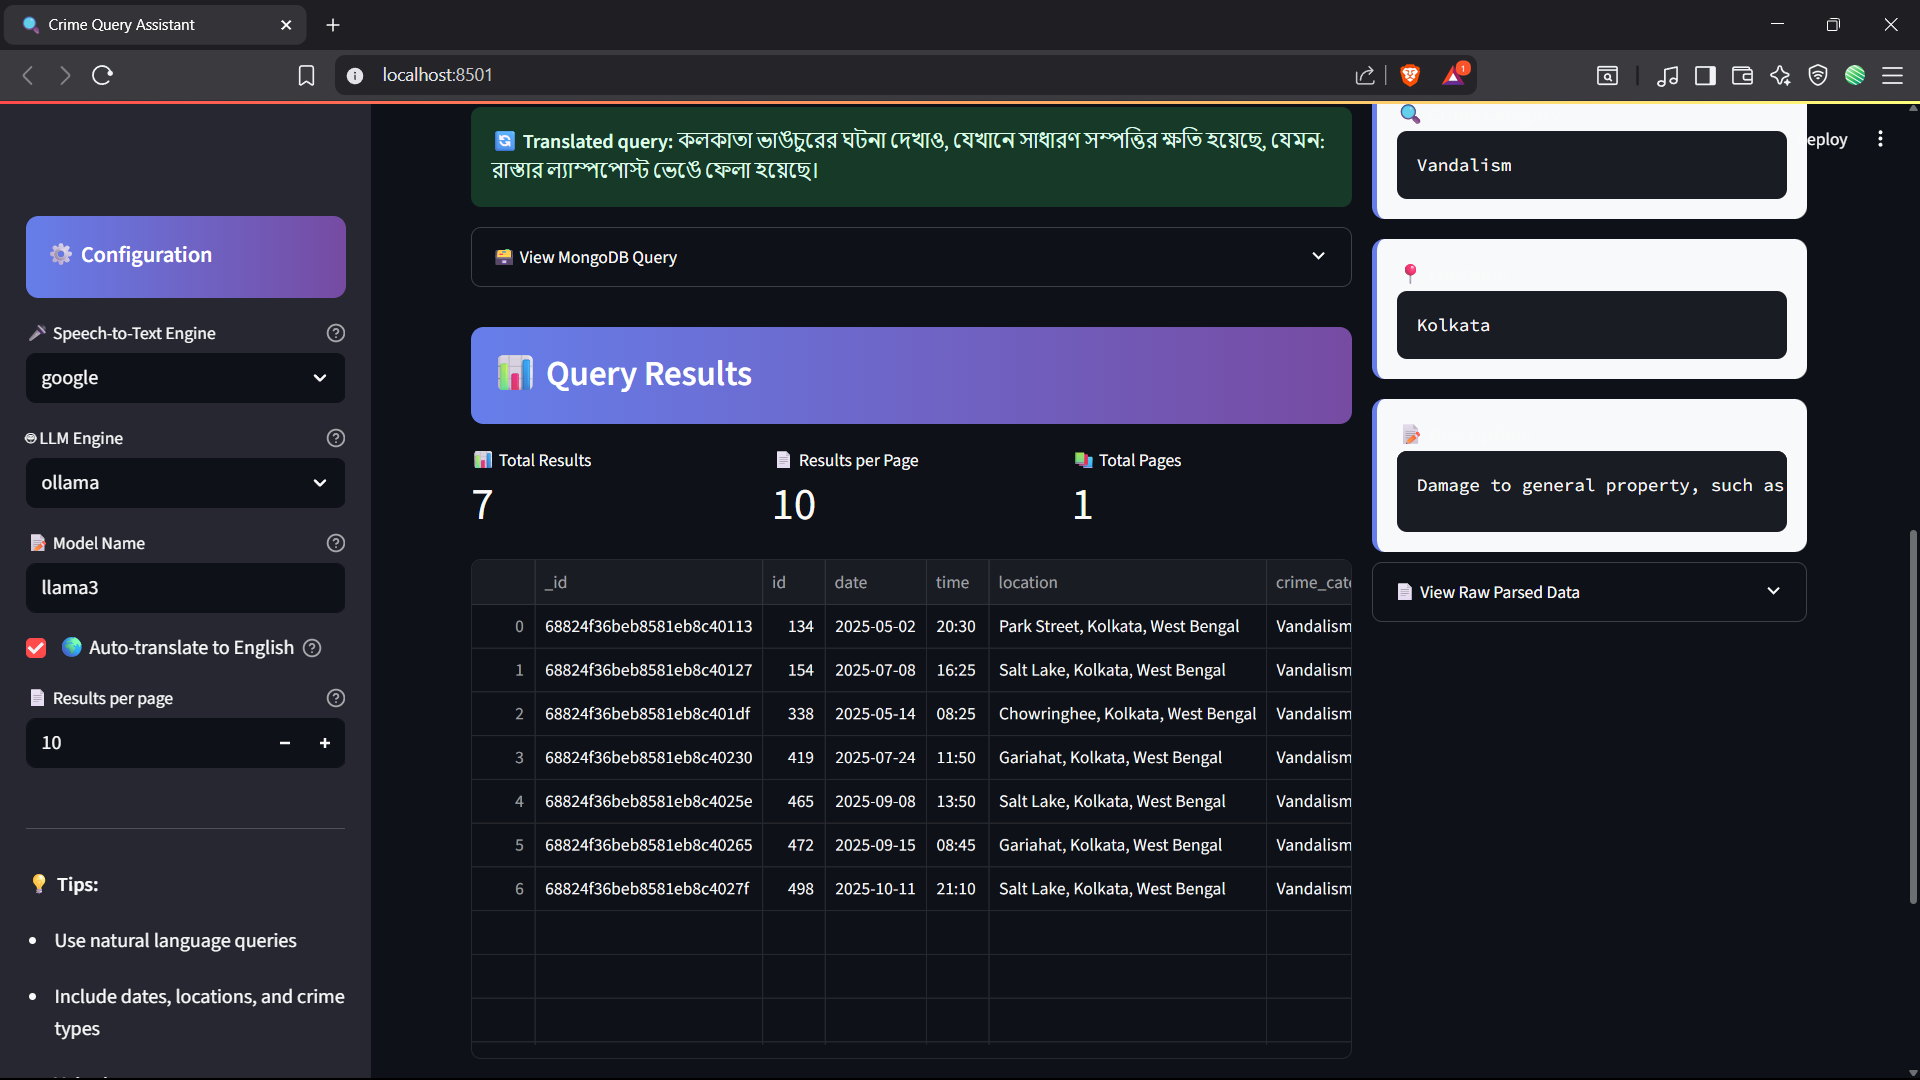 Crime Query Assistant
localhost:8501
1
Configuration
Speech-to-Text Engine
google
LLM Engine
ollama
Model Name
llama3
Auto-translate to English
Results per page
10
Tips:
Use natural language queries
Include dates, locations, and crime
types
Translated query: কলকাতা ভাঙচুরের ঘটনা দেখাও, যেখানে সাধারণ সম্পত্তির ক্ষতি হয়েছে, যেমন:
রাস্তার ল্যাম্পপোস্ট ভেঙে ফেলা হয়েছে।
View MongoDB Query
Query Results
Total Results
7
Results per Page
10
Total Pages
1
_id id date time location crime_cat
0 68824f36beb8581eb8c40113 134 2025-05-02 20:30 Park Street, Kolkata, West Bengal Vandalism
1 68824f36beb8581eb8c40127 154 2025-07-08 16:25 Salt Lake, Kolkata, West Bengal Vandalism
2 68824f36beb8581eb8c401df 338 2025-05-14 08:25 Chowringhee, Kolkata, West Bengal Vandalism
3 68824f36beb8581eb8c40230 419 2025-07-24 11:50 Gariahat, Kolkata, West Bengal Vandalism
4 68824f36beb8581eb8c4025e 465 2025-09-08 13:50 Salt Lake, Kolkata, West Bengal Vandalism
5 68824f36beb8581eb8c40265 472 2025-09-15 08:45 Gariahat, Kolkata, West Bengal Vandalism
6 68824f36beb8581eb8c4027f 498 2025-10-11 21:10 Salt Lake, Kolkata, West Bengal Vandalism
eploy
Vandalism
Kolkata
Damage to general property, such as
View Raw Parsed Data